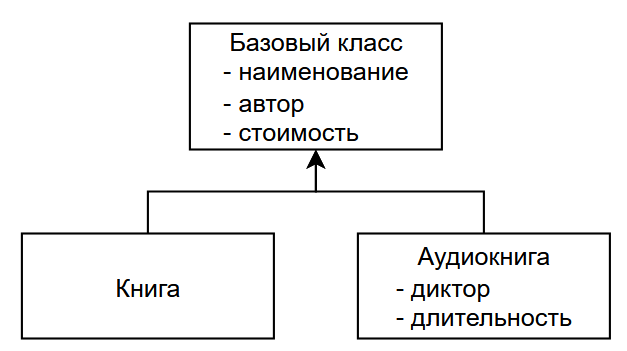 Базовый класс
- наименование
- автор
- стоимость
Книга
Аудиокнига
- диктор
- длительность